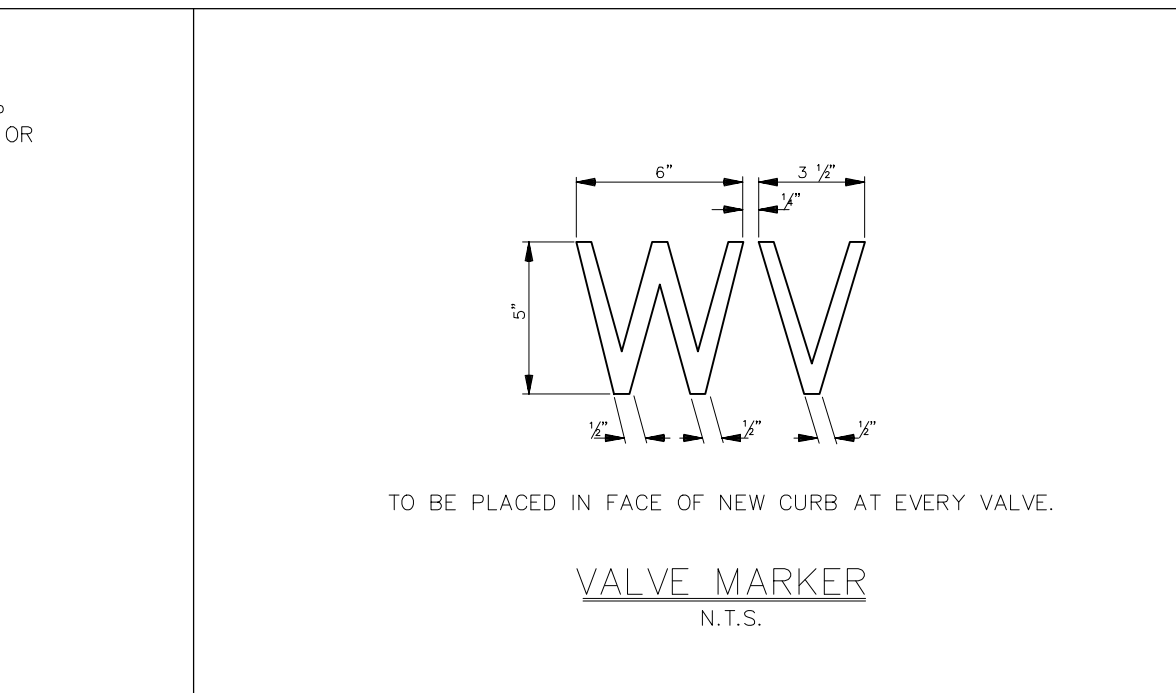 OR
6"
3 ½"
¼"
WV
5"
½"
½"
½"
TO BE PLACED IN FACE OF NEW CURB AT EVERY VALVE.
VALVE MARKER
N.T.S.